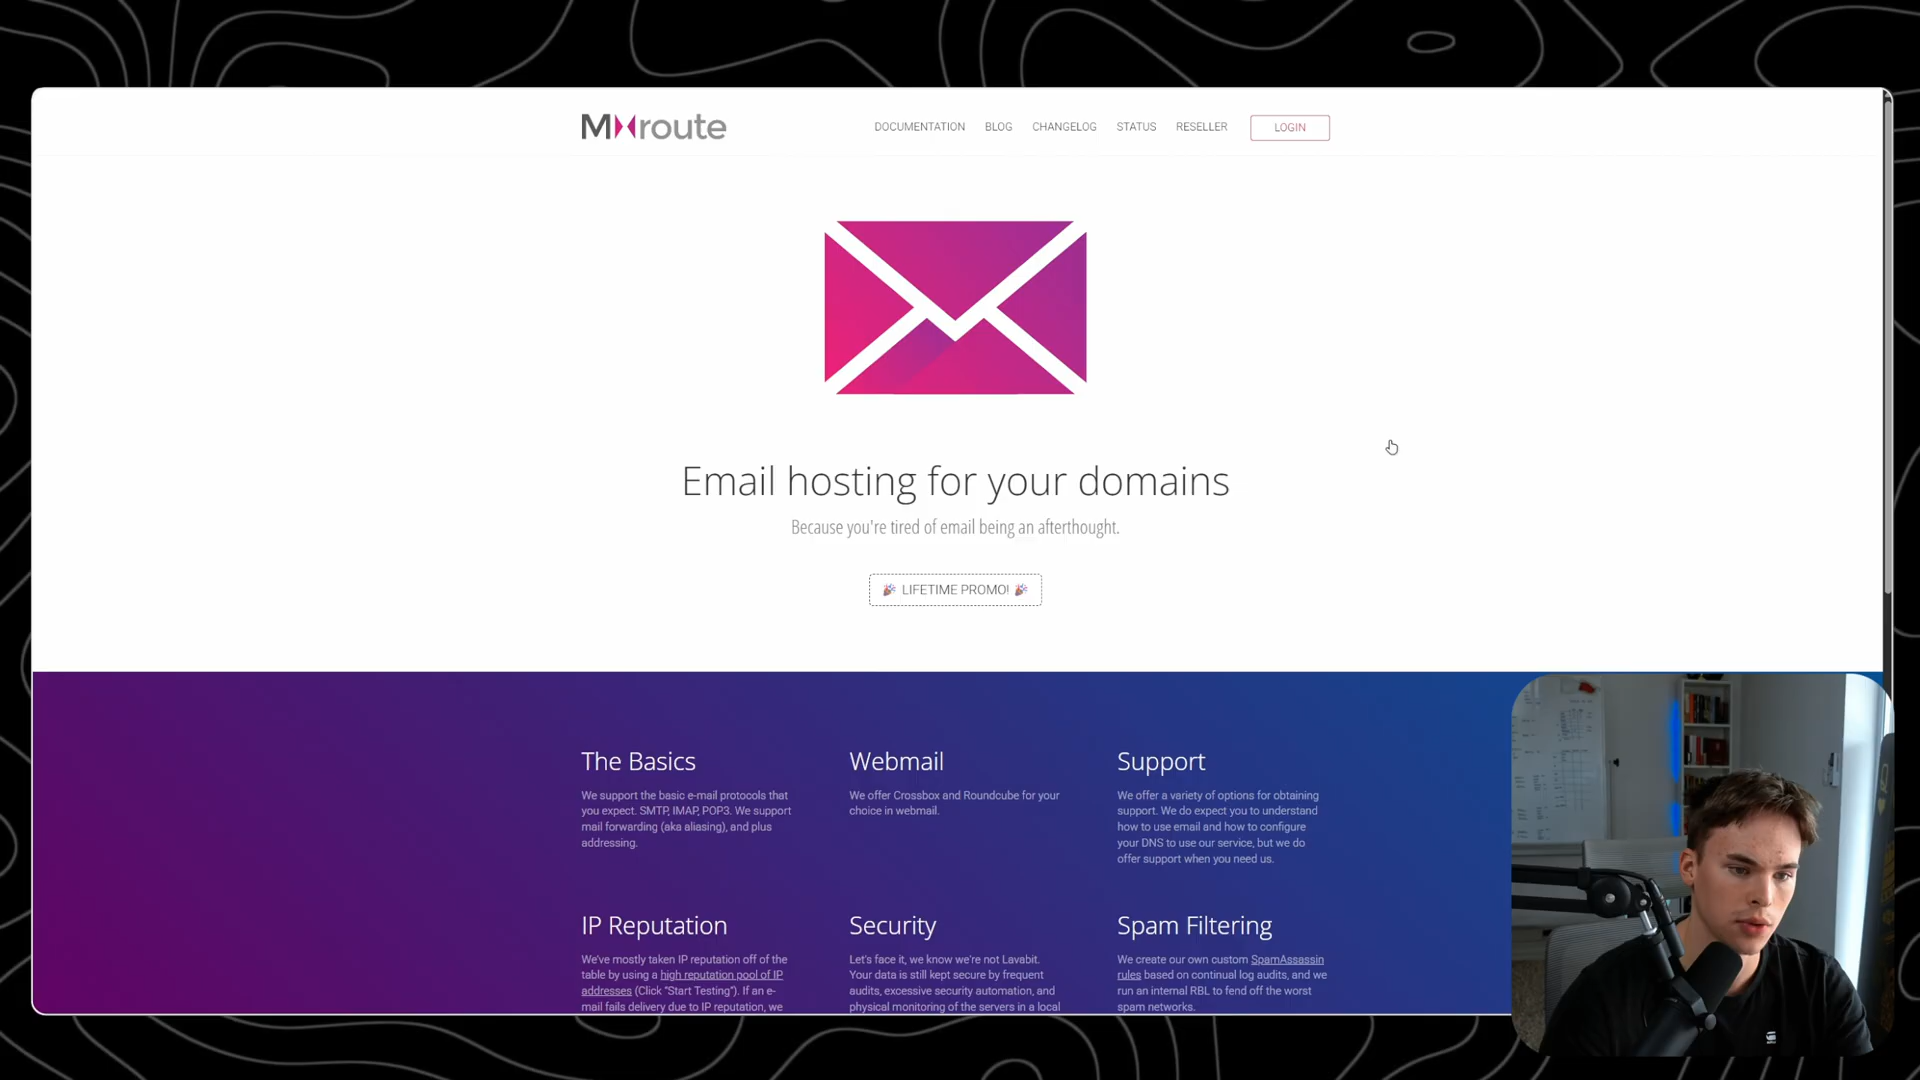 MXroute
DOCUMENTATION BLOG CHANGELOG STATUS RESELLER LOGIN
Email hosting for your domains
Because you're tired of email being an afterthought.
🎉 LIFETIME PROMO! 🎉
The Basics
We support the basic e-mail protocols that
you expect. SMTP, IMAP, POP3. We support
mail forwarding (aka aliasing), and plus
addressing.
Webmail
We offer Crossbox and Roundcube for your
choice in webmail.
Support
We offer a variety of options for obtaining
support. We do expect you to understand
how to use email and how to configure
your DNS to use our service, but we do
offer support when you need us.
IP Reputation
We've mostly taken IP reputation off of the
table by using a high reputation pool of IP
addresses (Click "Start Testing"). If an e-
mail fails delivery due to IP reputation, we
Security
Let's face it, we know we're not Lavabit.
Your data is still kept secure by frequent
audits, excessive security automation, and
physical monitoring of the servers in a local
Spam Filtering
We create our own custom SpamAssassin
rules based on continual log audits, and we
run an internal RBL to fend off the worst
spam networks.